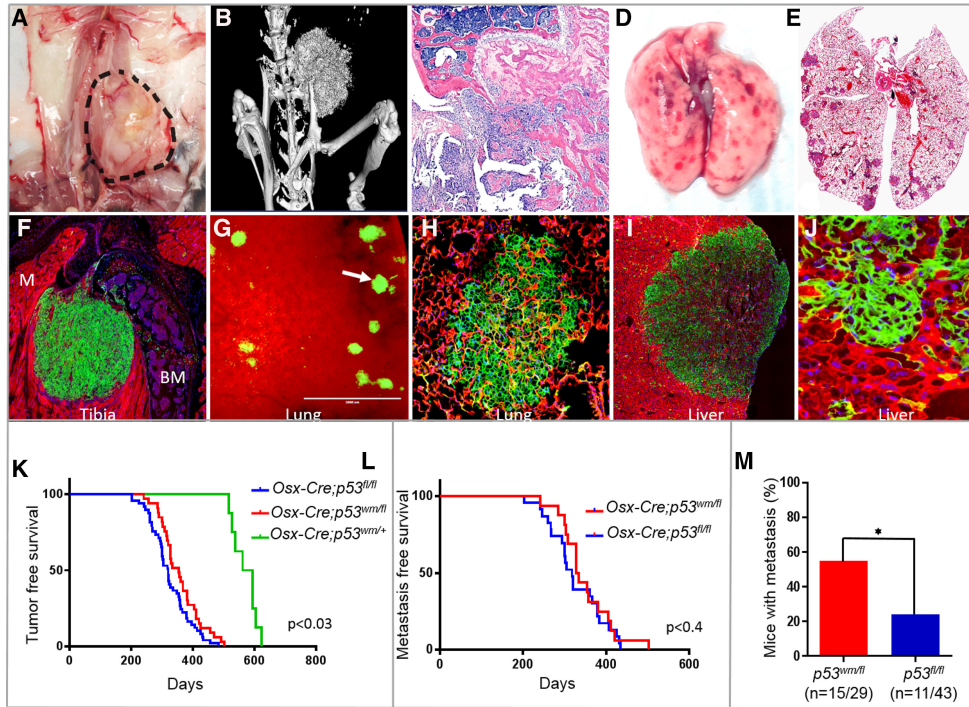 A
B
C
D
E
F
M
BM
Tibia
G
Lung
H
Lung
I
Liver
J
Liver
K
Tumor free survival
100
50
0
0 200 400 600 800
Days
Osx-Cre;p53fl/fl
Osx-Cre;p53wm/fl
Osx-Cre;p53wm/+
p<0.03
L
Metastasis free survival
100
50
0
0 200 400 600
Days
Osx-Cre;p53wm/fl
Osx-Cre;p53fl/fl
p<0.4
M
Mice with metastasis (%)
100
80
60
40
20
0
*
p53wm/fl p53fl/fl
(n=15/29) (n=11/43)